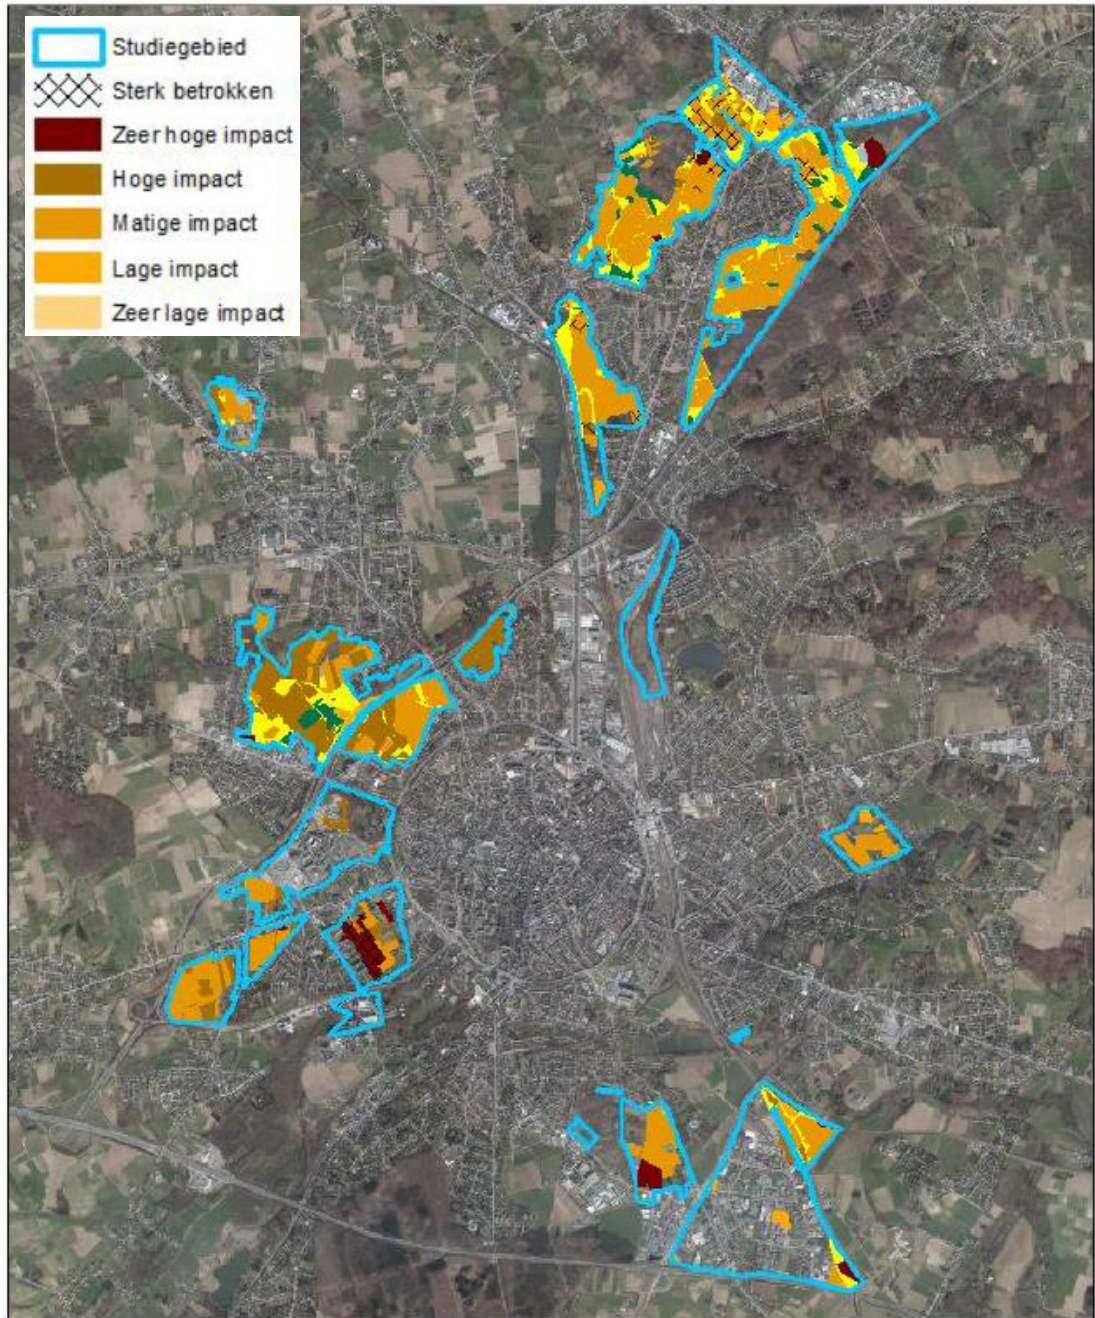 Studiegebied
Sterk betrokken
Zeer hoge impact
Hoge impact
Matige impact
Lage impact
Zeer lage impact